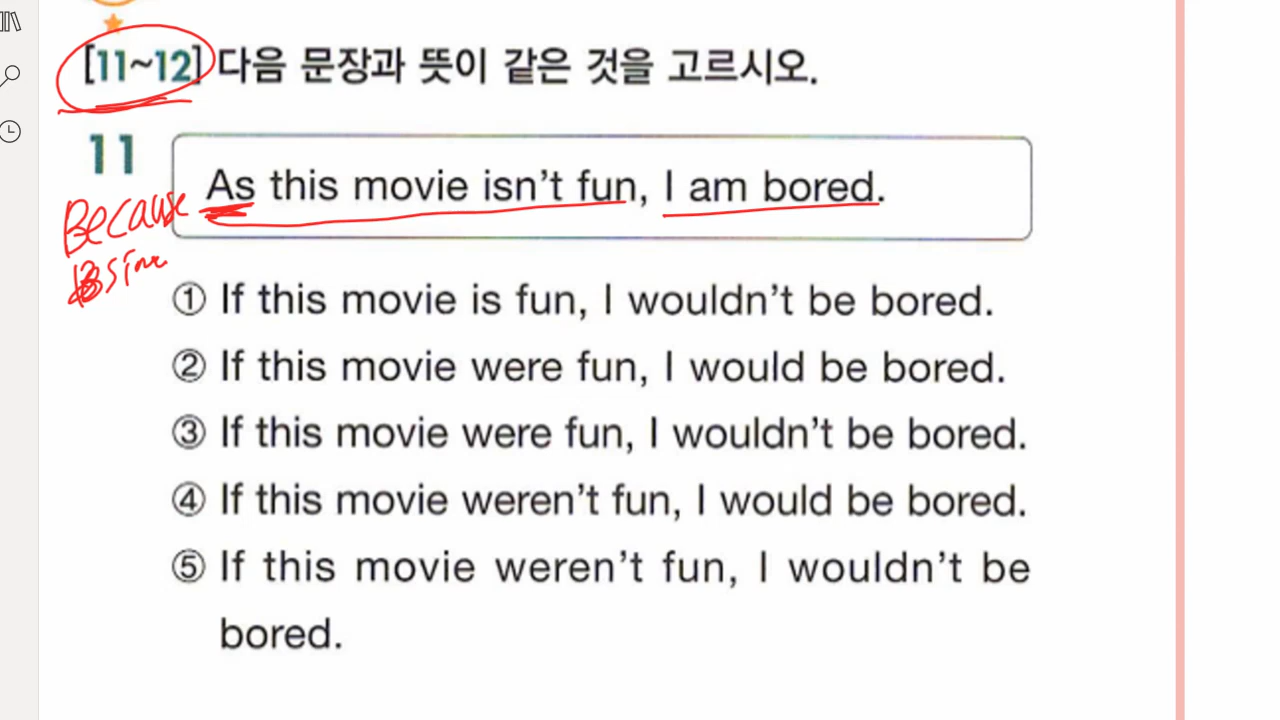 [11~12] 다음 문장과 뜻이 같은 것을 고르시오.
11
As this movie isn't fun, I am bored.
Because
① If this movie is fun, I wouldn't be bored.
② If this movie were fun, I would be bored.
③ If this movie were fun, I wouldn't be bored.
④ If this movie weren't fun, I would be bored.
⑤ If this movie weren't fun, I wouldn't be
bored.